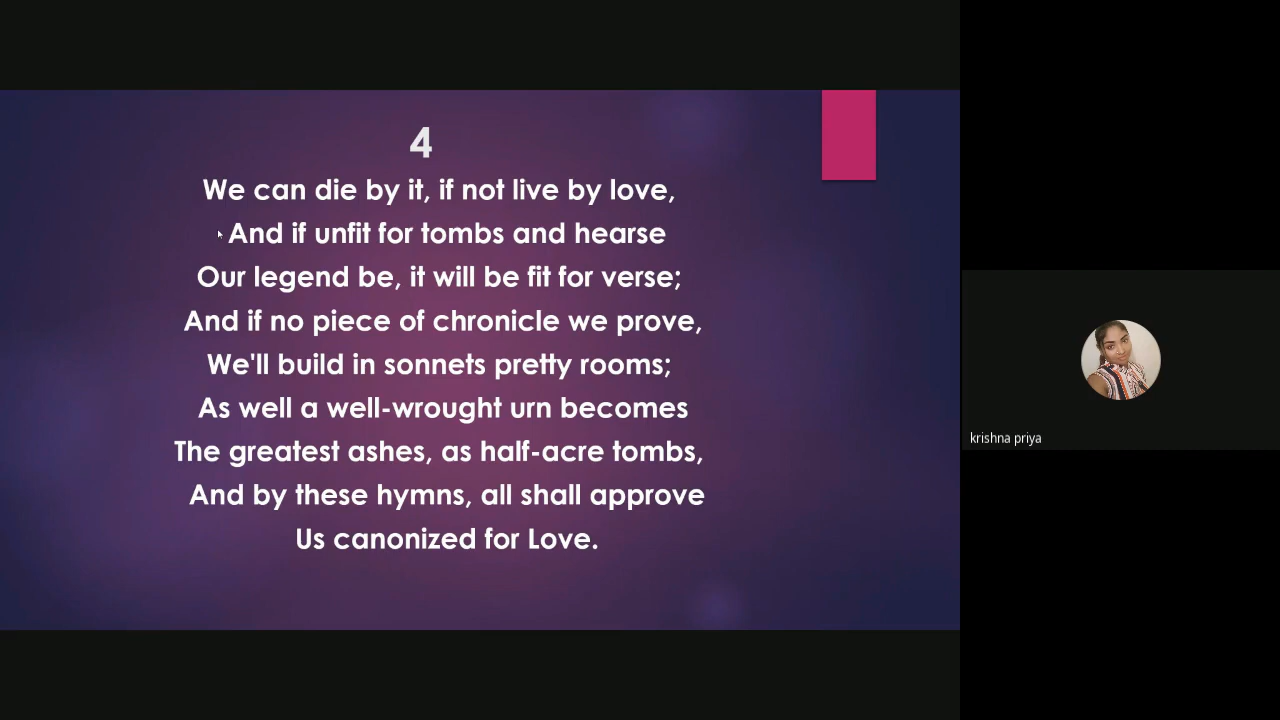 4
We can die by it, if not live by love,
And if unfit for tombs and hearse
Our legend be, it will be fit for verse;
And if no piece of chronicle we prove,
We'll build in sonnets pretty rooms;
As well a well-wrought urn becomes
The greatest ashes, as half-acre tombs,
And by these hymns, all shall approve
Us canonized for Love.
krishna priya